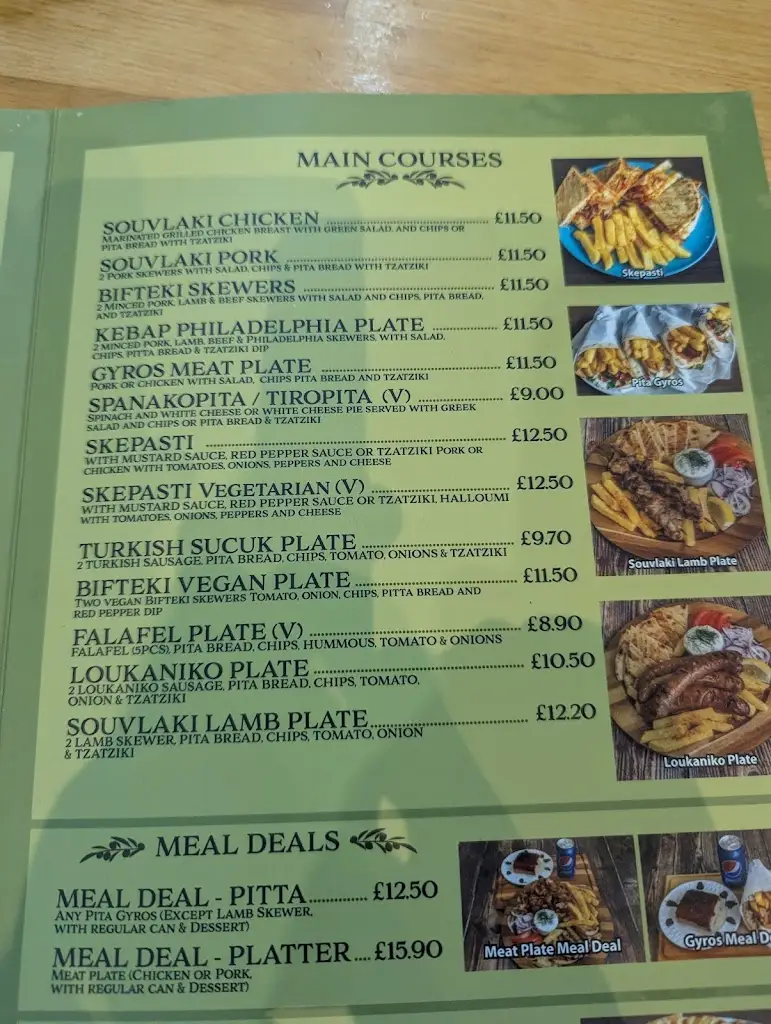 MAIN COURSES
SOUVLAKI CHICKEN £11.50
MARINATED GRILLED CHICKEN BREAST WITH GREEN SALAD, AND CHIPS OR
PITA BREAD WITH TZATZIKI
SOUVLAKI PORK £11.50
2 PORK SKEWERS WITH SALAD, CHIPS & PITA BREAD WITH TZATZIKI
BIFTEKI SKEWERS £11.50
2 MINCED PORK, LAMB & BEEF SKEWERS WITH SALAD AND CHIPS, PITA BREAD,
AND TZATZIKI
KEBAP PHILADELPHIA PLATE £11.50
2 MINCED PORK, LAMB, BEEF & PHILADELPHIA SKEWERS, WITH SALAD,
CHIPS, PITTA BREAD & TZATZIKI DIP
GYROS MEAT PLATE £11.50
PORK OR CHICKEN WITH SALAD, CHIPS PITA BREAD AND TZATZIKI
SPANAKOPITA / TIROPITA (V) £9.00
SPINACH AND WHITE CHEESE OR WHITE CHEESE PIE SERVED WITH GREEK
SALAD AND CHIPS OR PITA BREAD & TZATZIKI
SKEPASTI £12.50
WITH MUSTARD SAUCE, RED PEPPER SAUCE OR TZATZIKI PORK OR
CHICKEN WITH TOMATOES, ONIONS, PEPPERS AND CHEESE
SKEPASTI VEGETARIAN (V) £12.50
WITH MUSTARD SAUCE, RED PEPPER SAUCE OR TZATZIKI, HALLOUMI
WITH TOMATOES, ONIONS, PEPPERS AND CHEESE
TURKISH SUCUK PLATE £9.70
2 TURKISH SAUSAGE, PITA BREAD, CHIPS, TOMATO, ONIONS & TZATZIKI
BIFTEKI VEGAN PLATE £11.50
TWO VEGAN BIFTEKI SKEWERS TOMATO, ONION, CHIPS, PITTA BREAD AND
RED PEPPER DIP
FALAFEL PLATE (V) £8.90
FALAFEL (5PCS), PITA BREAD, CHIPS, HUMMOUS, TOMATO & ONIONS
LOUKANIKO PLATE £10.50
2 LOUKANIKO SAUSAGE, PITA BREAD, CHIPS, TOMATO,
ONION & TZATZIKI
SOUVLAKI LAMB PLATE £12.20
2 LAMB SKEWER, PITA BREAD, CHIPS, TOMATO, ONION
& TZATZIKI
Skepasti
Pita Gyros
Souvlaki Lamb Plate
Loukaniko Plate
MEAL DEALS
MEAL DEAL - PITTA £12.50
ANY PITA GYROS (EXCEPT LAMB SKEWER,
WITH REGULAR CAN & DESSERT)
MEAL DEAL - PLATTER £15.90
MEAT PLATE (CHICKEN OR PORK,
WITH REGULAR CAN & DESSERT)
Meat Plate Meal Deal
Gyros Meal